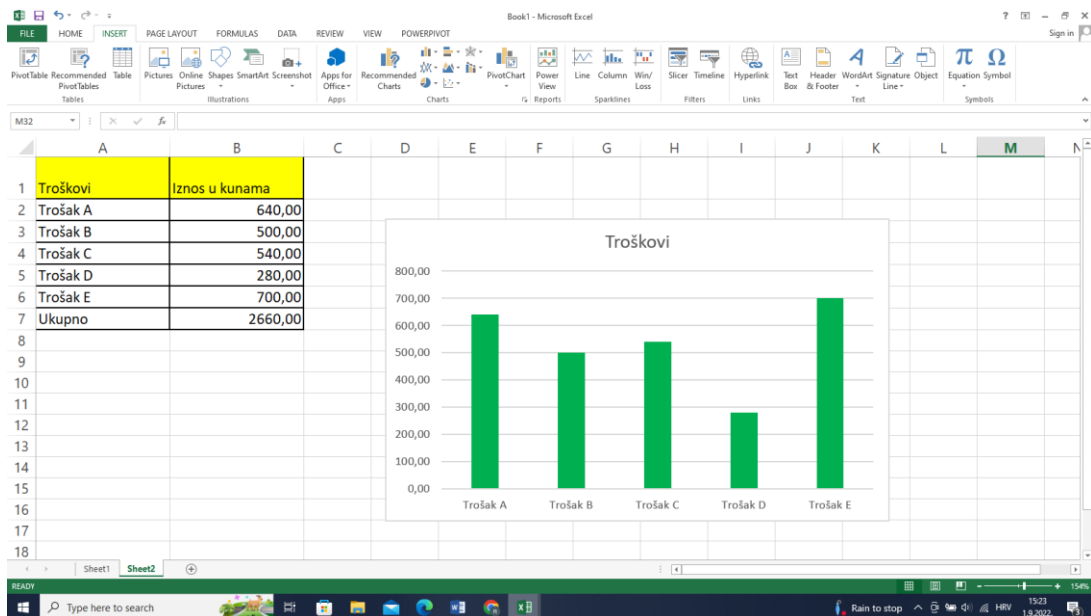 Book1 - Microsoft Excel
FILE HOME INSERT PAGE LAYOUT FORMULAS DATA REVIEW VIEW POWERPIVOT Sign in
PivotTable Recommended PivotTables Table Pictures Online Pictures Shapes SmartArt Screenshot Apps for Office Recommended Charts PivotChart Power View Line Column Win/Loss Slicer Timeline Hyperlink Text Box Header & Footer WordArt Signature Line Object Equation Symbol
Tables Illustrations Apps Charts Reports Sparklines Filters Links Text Symbols
M32 fx
A B C D E F G H I J K L M N
1 Troškovi Iznos u kunama
2 Trošak A 640,00
3 Trošak B 500,00
4 Trošak C 540,00
5 Trošak D 280,00
6 Trošak E 700,00
7 Ukupno 2660,00
8
9
10
11
12
13
14
15
16
17
18
Troškovi
800,00
700,00
600,00
500,00
400,00
300,00
200,00
100,00
0,00
Trošak A Trošak B Trošak C Trošak D Trošak E
Sheet1 Sheet2
READY 154%
Type here to search Rain to stop HRV 15:23
1.9.2022.